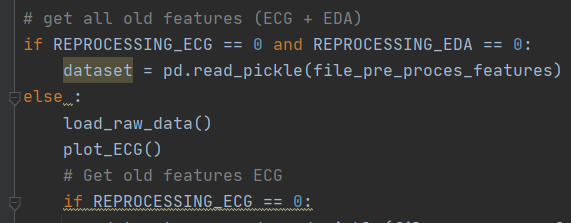 # get all old features (ECG + EDA)
if REPROCESSING_ECG == 0 and REPROCESSING_EDA == 0:
    dataset = pd.read_pickle(file_pre_proces_features)
else :
    load_raw_data()
    plot_ECG()
    # Get old features ECG
    if REPROCESSING_ECG == 0: